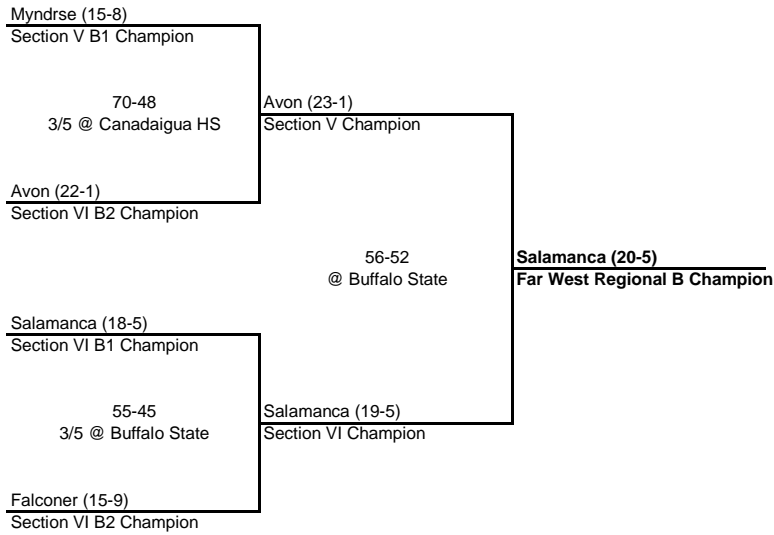 Myndrse (15-8)
Section V B1 Champion
70-48
3/5 @ Canadaigua HS
Avon (23-1)
Section V Champion
Avon (22-1)
Section VI B2 Champion
56-52
@ Buffalo State
Salamanca (20-5)
Far West Regional B Champion
Salamanca (18-5)
Section VI B1 Champion
55-45
3/5 @ Buffalo State
Salamanca (19-5)
Section VI Champion
Falconer (15-9)
Section VI B2 Champion